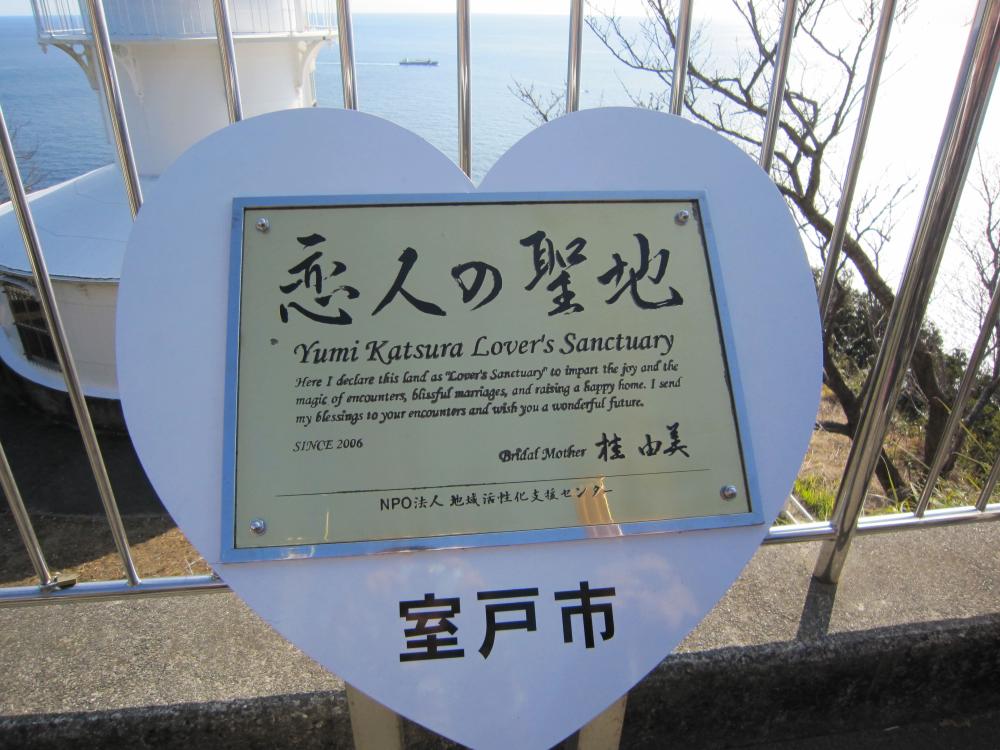 恋人の聖地
Yumi Katsura Lover's Sanctuary
Here I declare this land as "Lover's Sanctuary" to impart the joy and the
magic of encounters, blissful marriages, and raising a happy home. I send
my blessings to your encounters and wish you a wonderful future.
SINCE 2006
Bridal Mother 桂 由美
NPO法人 地域活性化支援センター
室戸市